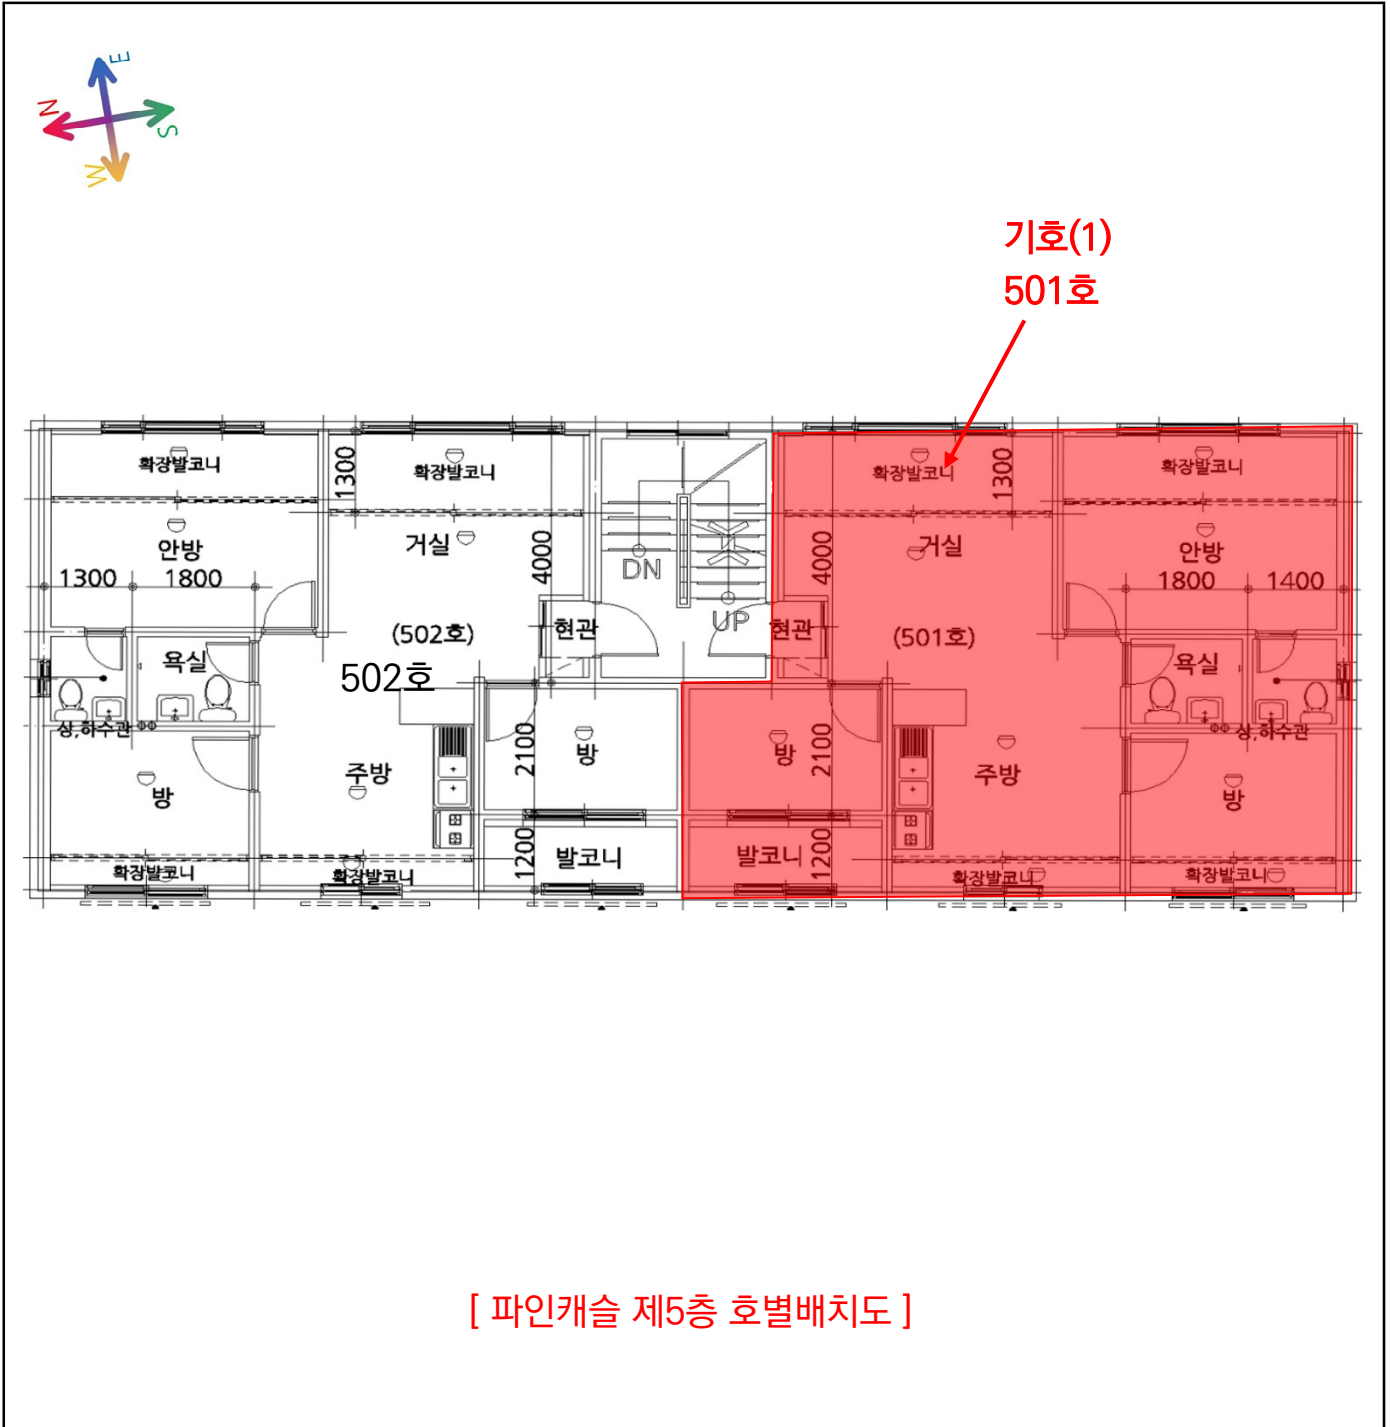 E
N
S
W
기호(1)
501호
확장발코니
1300
확장발코니
확장발코니
1300
확장발코니
안방
거실
4000
DN
4000
거실
안방
1300
1800
1800
1400
(502호)
현관
UP
현관
(501호)
502호
욕실
욕실
상,하수관
상,하수관
방
주방
2100
방
방
2100
주방
방
확장발코니
확장발코니
1200
발코니
발코니
1200
확장발코니
확장발코니
[ 파인캐슬 제5층 호별배치도 ]